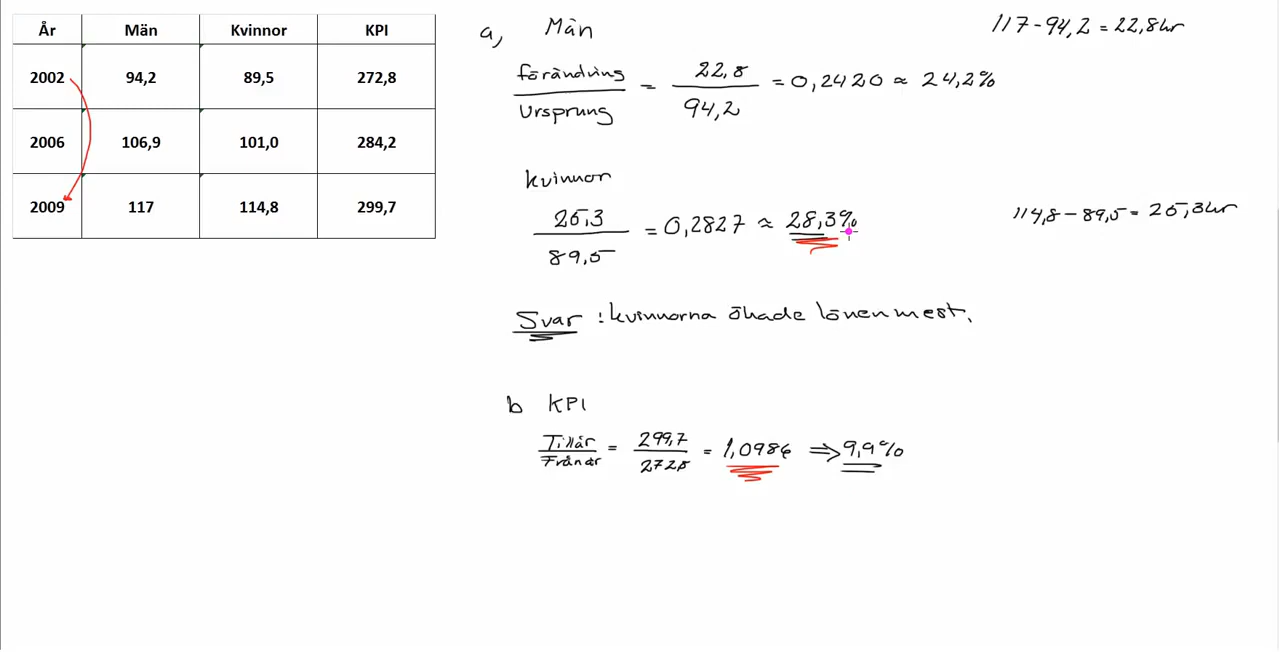 År Män Kvinnor KPI
2002 94,2 89,5 272,8
2006 106,9 101,0 284,2
2009 117 114,8 299,7
a, Män
117-94,2 = 22,8kr
förändring / Ursprung = 22,8 / 94,2 = 0,2420 ≈ 24,2%
kvinnor
114,8-89,5 = 25,3kr
25,3 / 89,5 = 0,2827 ≈ 28,3%
Svar : kvinnorna ökade lönen mest.
b KPI
Till år / Från år = 299,7 / 272,8 = 1,0986 ⇒ 9,9%